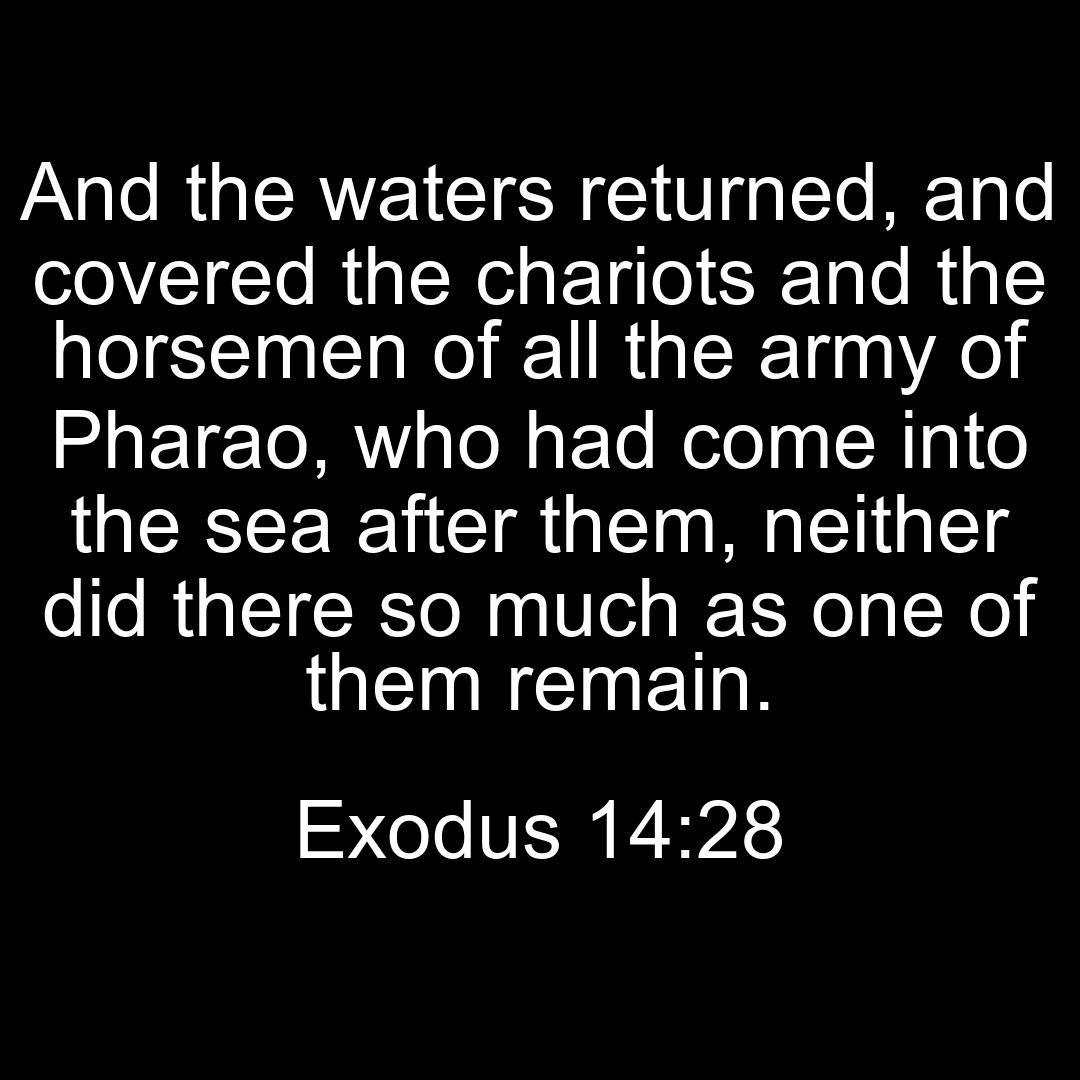 And the waters returned, and
covered the chariots and the
horsemen of all the army of
Pharao, who had come into
the sea after them, neither
did there so much as one of
them remain.
Exodus 14:28